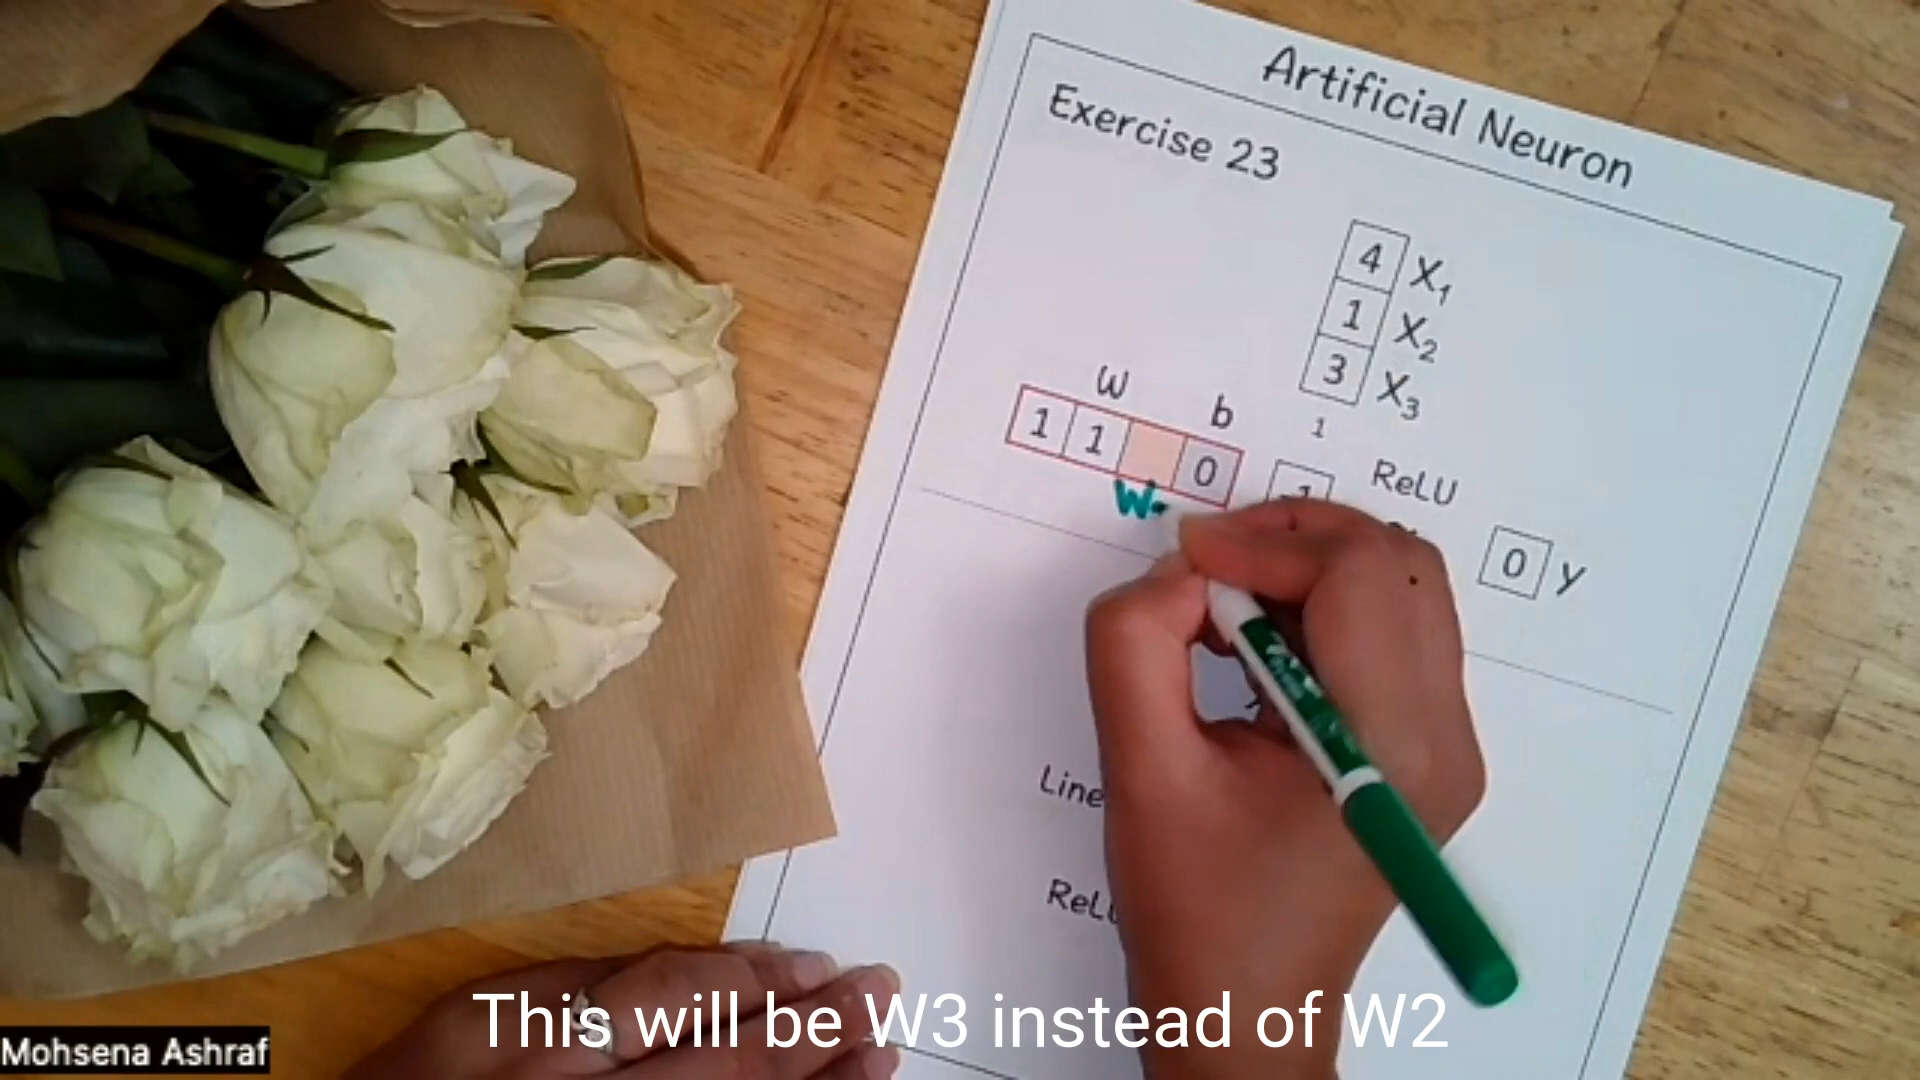 Artificial Neuron
Exercise 23
4 X1
1 X2
3 X3
1
W b
1 1 0
W
ReLU
0 y
Line
ReLU
This will be W3 instead of W2
Mohsena Ashraf